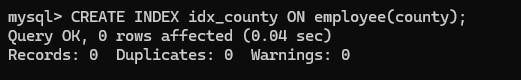 mysql> CREATE INDEX idx_county ON employee(county);
Query OK, 0 rows affected (0.04 sec)
Records: 0  Duplicates: 0  Warnings: 0